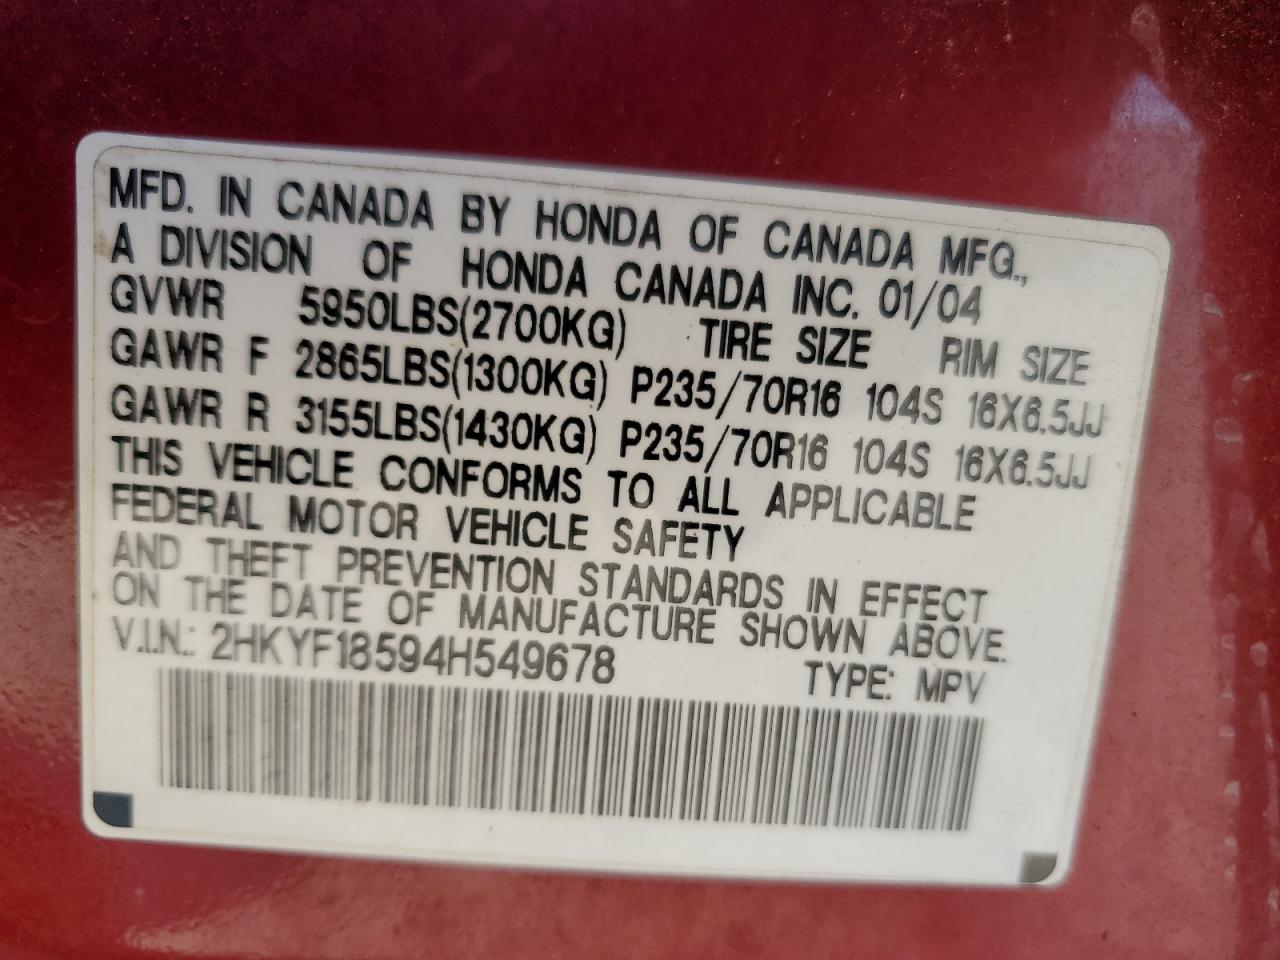 MFD. IN CANADA BY HONDA OF CANADA MFG.,
A DIVISION OF HONDA CANADA INC. 01/04
GVWR 5950LBS(2700KG) TIRE SIZE RIM SIZE
GAWR F 2865LBS(1300KG) P235/70R16 104S 16X6.5JJ
GAWR R 3155LBS(1430KG) P235/70R16 104S 16X6.5JJ
THIS VEHICLE CONFORMS TO ALL APPLICABLE
FEDERAL MOTOR VEHICLE SAFETY
AND THEFT PREVENTION STANDARDS IN EFFECT
ON THE DATE OF MANUFACTURE SHOWN ABOVE.
V.I.N.: 2HKYF18594H549678 TYPE: MPV